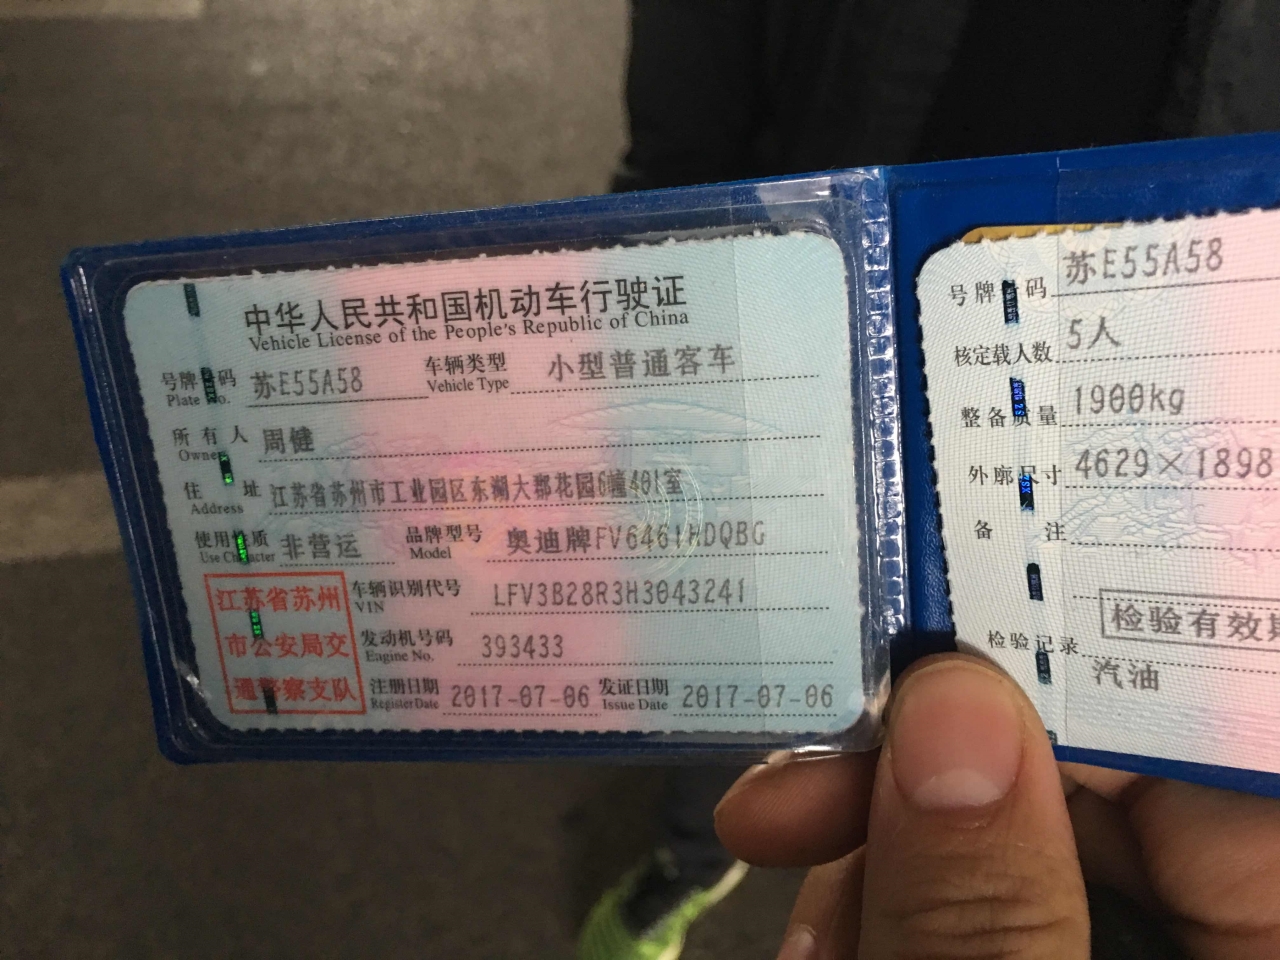 中华人民共和国机动车行驶证
Vehicle License of the People's Republic of China
号牌 码 苏E55A58 车辆类型 小型普通客车
Plate No. Vehicle Type
所有人 周健
Owner
住 址 江苏省苏州市工业园区东湖大郡花园6幢401室
Address
使用性质 非营运 品牌型号 奥迪牌FV6461HDQBG
Use Character Model
江苏省苏州
市公安局交
通警察支队
车辆识别代号 LFV3B28R3H3043241
VIN
发动机号码 393433
Engine No.
注册日期 2017-07-06 发证日期 2017-07-06
Register Date Issue Date
号牌 码 苏E55A58
核定载人数 5人
整备质量 1900kg
外廓尺寸 4629×1898
备 注
检验有效期
检验记录
汽油